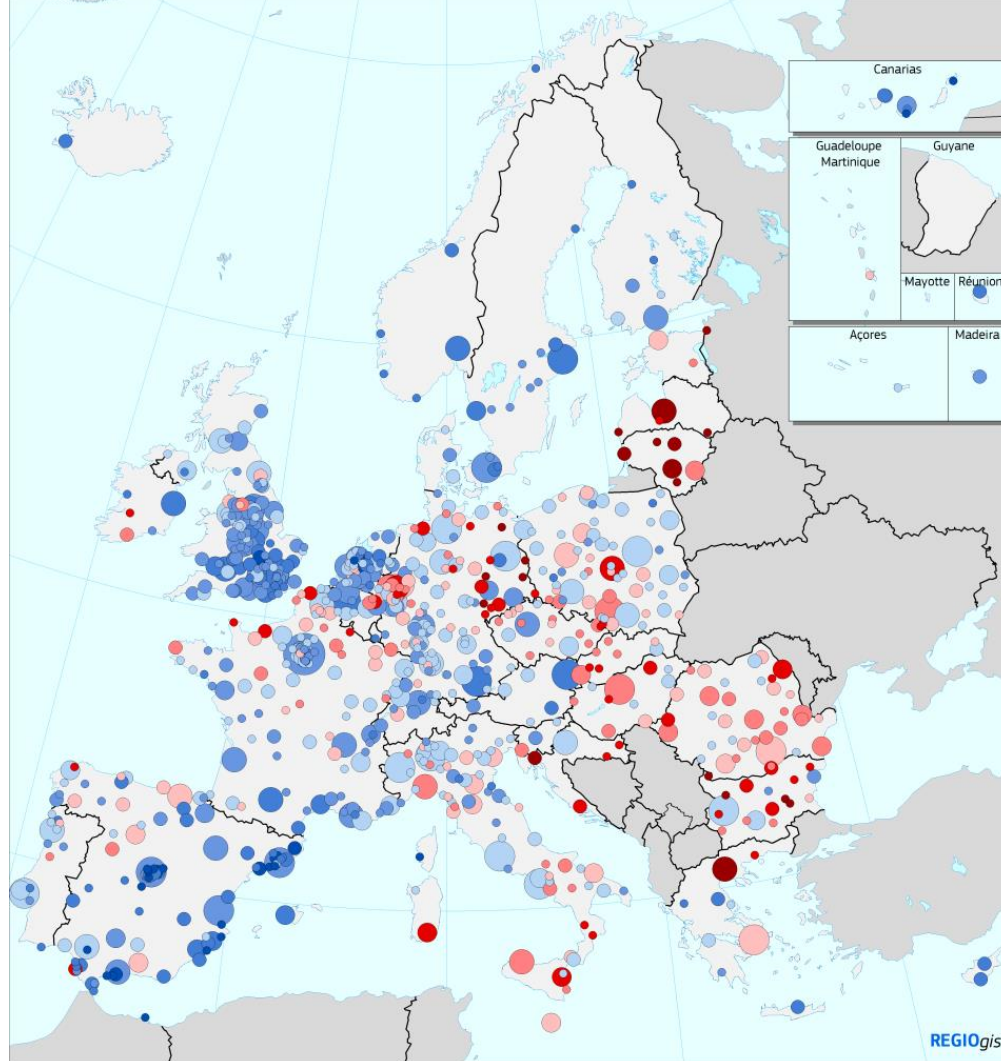 Canarias
Guadeloupe
Martinique
Guyane
Mayotte
Réunion
Açores
Madeira
REGIOgis